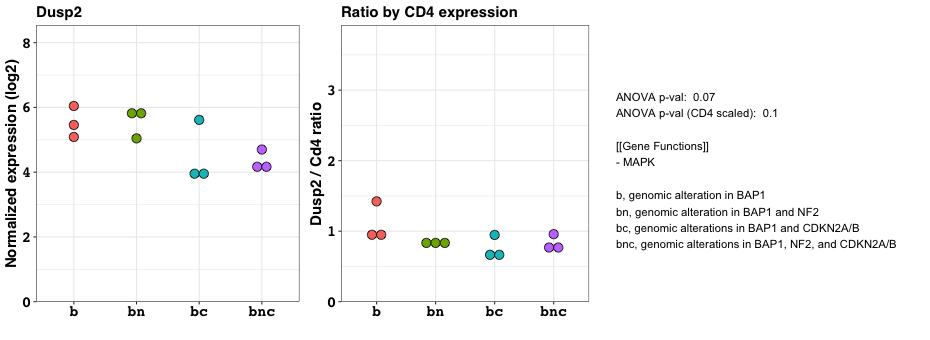 Dusp2
Normalized expression (log2)
8
6
4
2
0
b bn bc bnc
Ratio by CD4 expression
Dusp2 / Cd4 ratio
3
2
1
0
b bn bc bnc
ANOVA p-val: 0.07
ANOVA p-val (CD4 scaled): 0.1
[[Gene Functions]]
- MAPK
b, genomic alteration in BAP1
bn, genomic alteration in BAP1 and NF2
bc, genomic alterations in BAP1 and CDKN2A/B
bnc, genomic alterations in BAP1, NF2, and CDKN2A/B